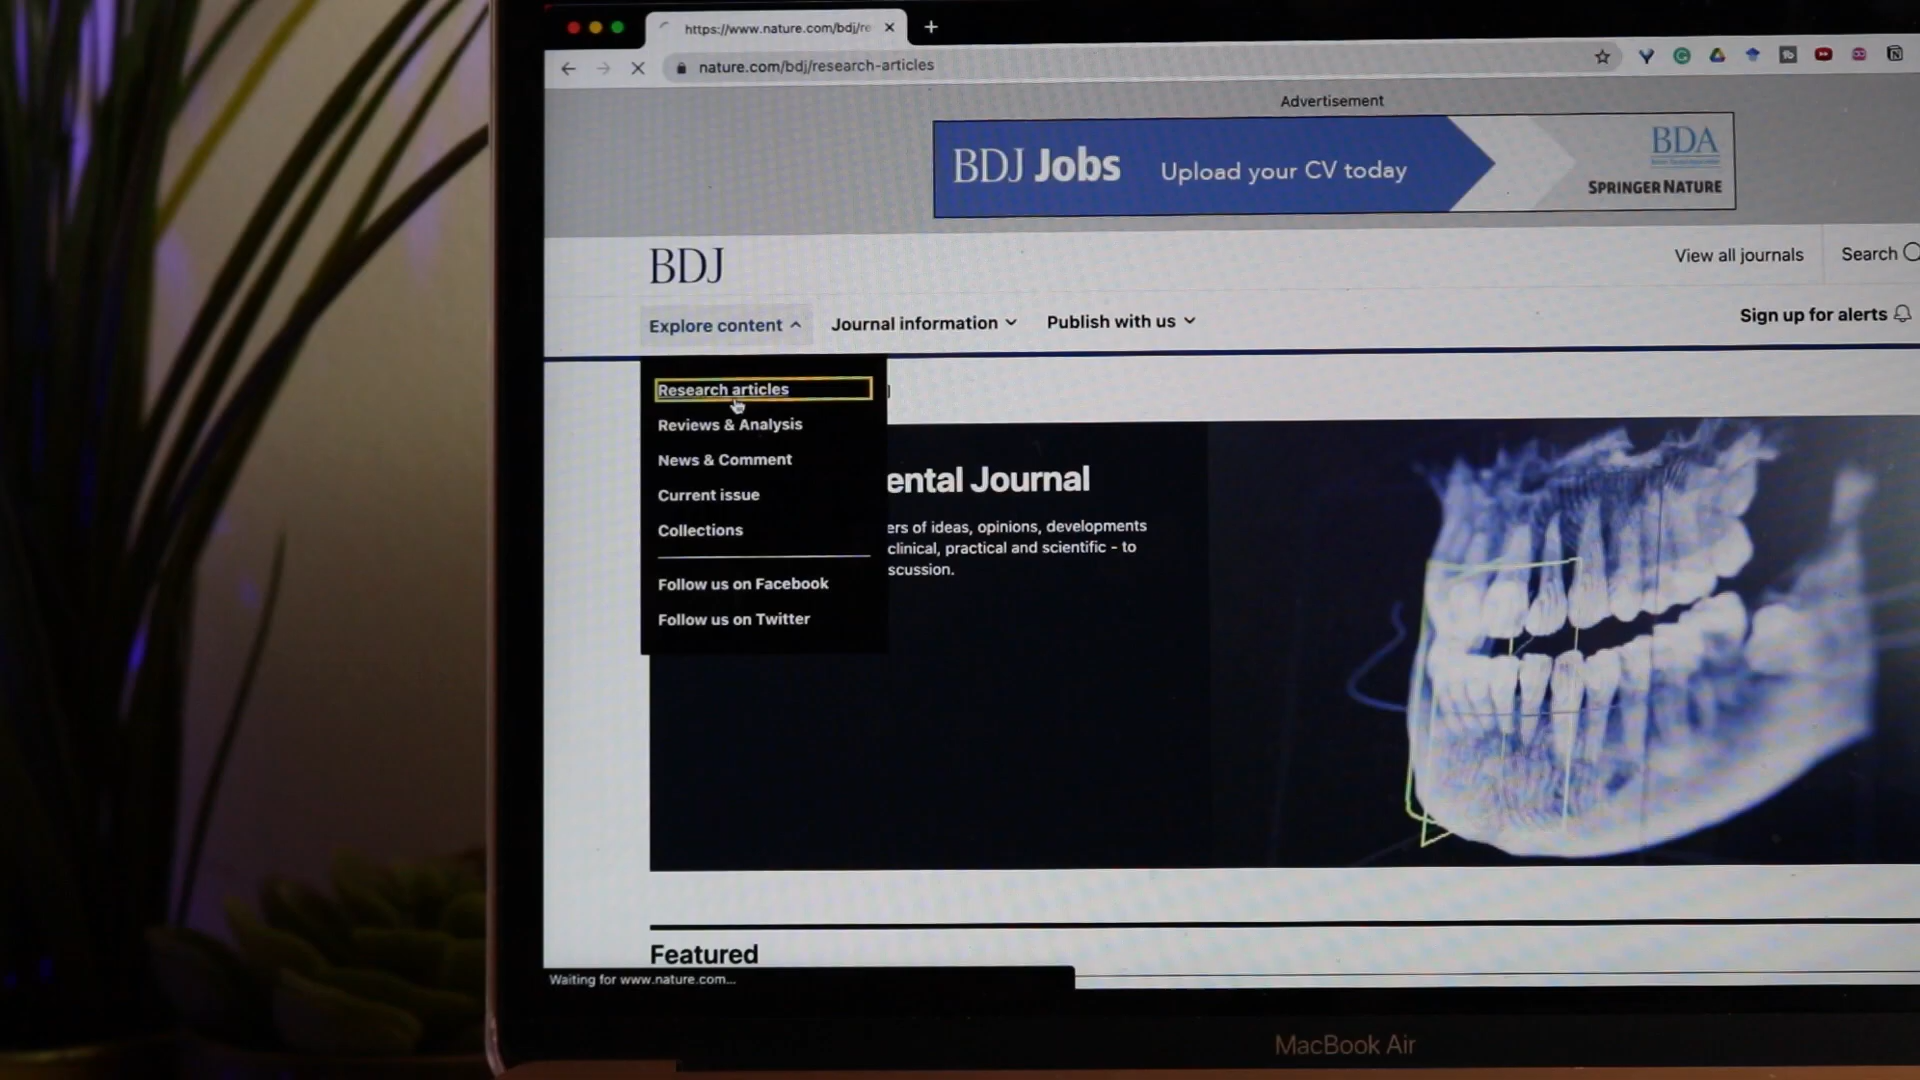 https://www.nature.com/bdj/re
nature.com/bdj/research-articles
Advertisement
BDJ Jobs
Upload your CV today
BDA
SPRINGER NATURE
BDJ
View all journals
Search
Explore content
Journal information
Publish with us
Sign up for alerts
Research articles
Reviews & Analysis
News & Comment
Current issue
Collections
Follow us on Facebook
Follow us on Twitter
ental Journal
ers of ideas, opinions, developments
clinical, practical and scientific - to
scussion.
Featured
Waiting for www.nature.com...
MacBook Air